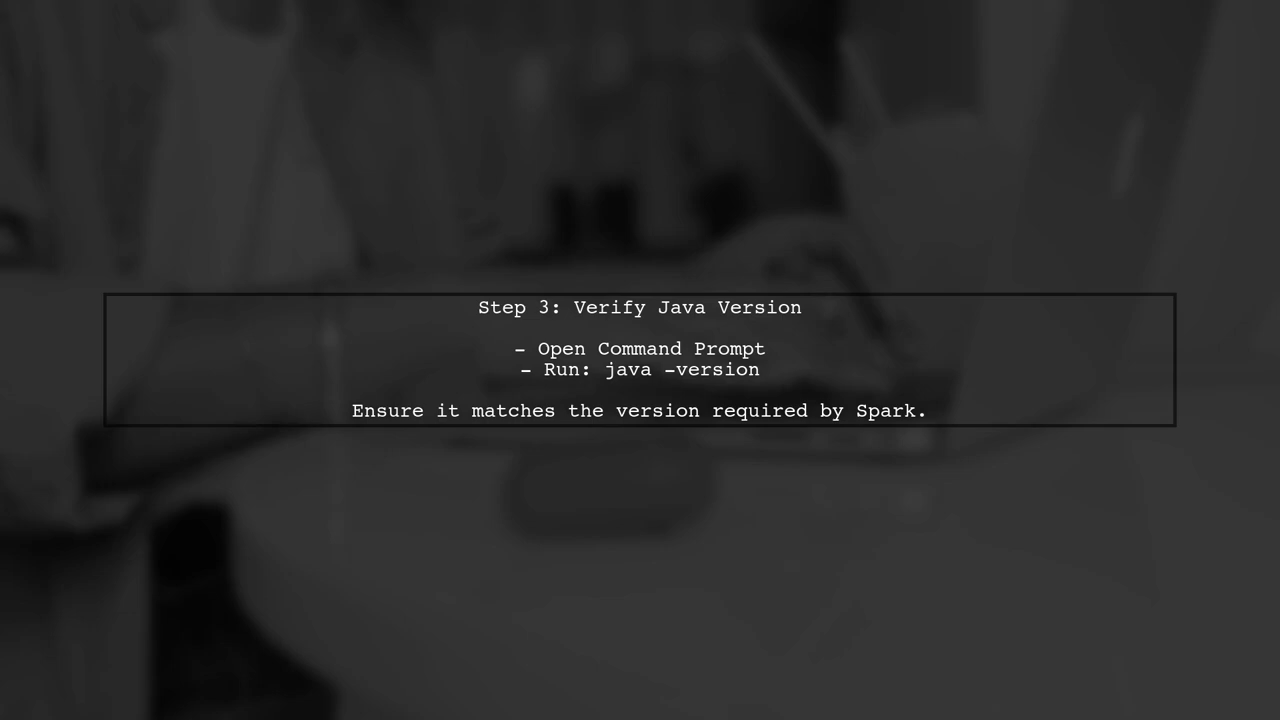 Step 3: Verify Java Version
- Open Command Prompt
- Run: java -version
Ensure it matches the version required by Spark.